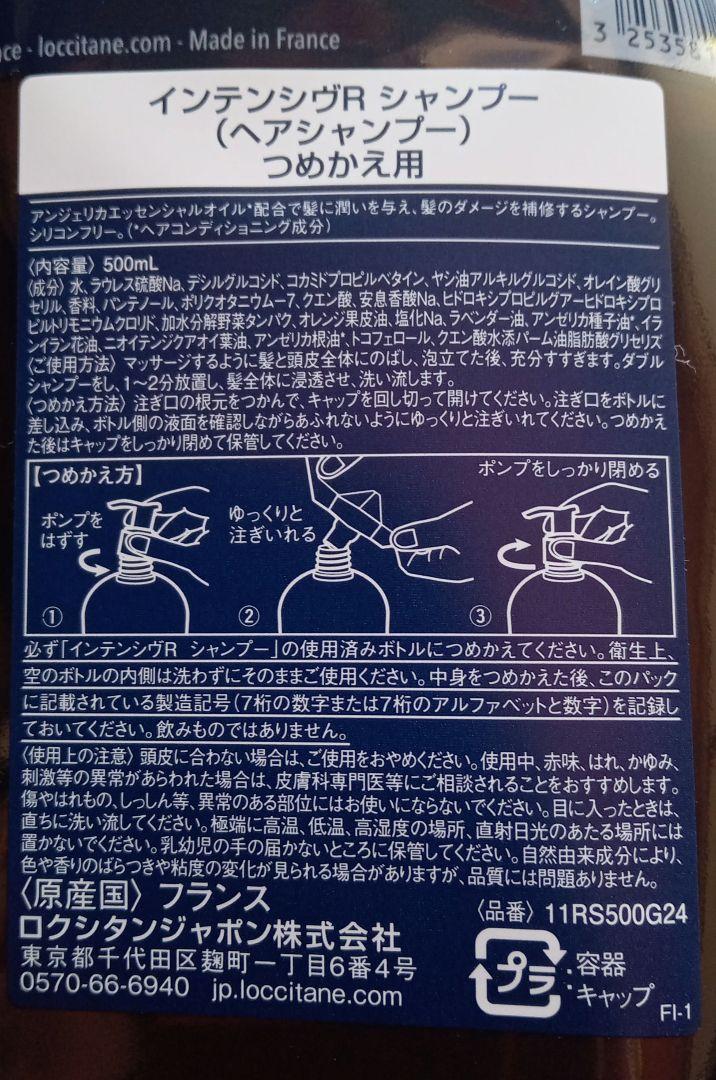 ce · loccitane.com · Made in France
3 25358
インテンシヴR シャンプー
(ヘアシャンプー)
つめかえ用
アンジェリカエッセンシャルオイル*配合で髪に潤いを与え、髪のダメージを補修するシャンプー。
シリコンフリー。(*ヘアコンディショニング成分)
〈内容量〉 500mL
〈成分〉 水、ラウレス硫酸Na、デシルグルコシド、コカミドプロピルベタイン、ヤシ油アルキルグルコシド、オレイン酸グリ
セリル、香料、パンテノール、ポリクオタニウム-7、クエン酸、安息香酸Na、ヒドロキシプロピルグアーヒドロキシプロ
ピルトリモニウムクロリド、加水分解野菜タンパク、オレンジ果皮油、塩化Na、ラベンダー油、アンゼリカ種子油*、イラ
ンイラン花油、ニオイテンジクアオイ葉油、アンゼリカ根油*、トコフェロール、クエン酸水添パーム油脂肪酸グリセリズ
〈ご使用方法〉 マッサージするように髪と頭皮全体にのばし、泡立てた後、充分すすぎます。ダブル
シャンプーをし、1〜2分放置し、髪全体に浸透させ、洗い流します。
〈つめかえ方法〉 注ぎ口の根元をつかんで、キャップを回し切って開けてください。注ぎ口をボトルに
差し込み、ボトル側の液面を確認しながらあふれないようにゆっくりと注ぎいれてください。つめかえ
た後はキャップをしっかり閉めて保管してください。
【つめかえ方】
ポンプをしっかり閉める
ポンプを
はずす
ゆっくりと
注ぎいれる
① ② ③
必ず「インテンシヴR シャンプー」の使用済みボトルにつめかえてください。衛生上、
空のボトルの内側は洗わずにそのままご使用ください。中身をつめかえた後、このパック
に記載されている製造記号(7桁の数字または7桁のアルファベットと数字)を記録し
ておいてください。飲みものではありません。
〈使用上の注意〉 頭皮に合わない場合は、ご使用をおやめください。使用中、赤味、はれ、かゆみ、
刺激等の異常があらわれた場合は、皮膚科専門医等にご相談されることをおすすめします。
傷やはれもの、しっしん等、異常のある部位にはお使いにならないでください。目に入ったときは、
直ちに洗い流してください。極端に高温、低温、高湿度の場所、直射日光のあたる場所には
置かないでください。乳幼児の手の届かないところに保管してください。自然由来成分により、
色や香りのばらつきや粘度の変化が見られる場合がありますが、品質には問題ありません。
〈原産国〉 フランス
〈品番〉 11RS500G24
ロクシタンジャポン株式会社
東京都千代田区麹町一丁目6番4号
0570-66-6940 jp.loccitane.com
プラ
:容器
*キャップ
FI-1